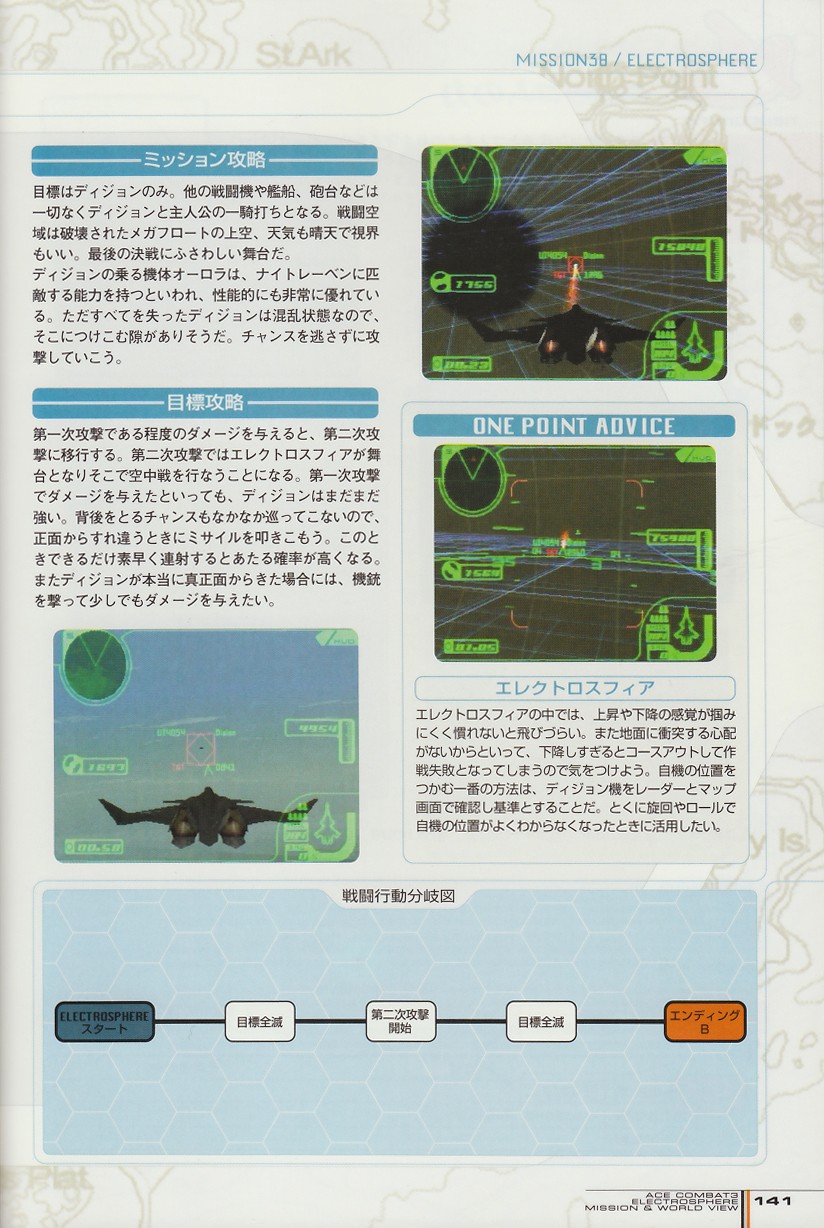 St.Ark
MISSION38 / ELECTROSPHERE
North Point
ミッション攻略
目標はディジョンのみ。他の戦闘機や艦船、砲台などは
一切なくディジョンと主人公の一騎打ちとなる。戦闘空
域は破壊されたメガフロートの上空、天気も晴天で視界
もいい。最後の決戦にふさわしい舞台だ。
ディジョンの乗る機体オーロラは、ナイトレーベンに匹
敵する能力を持つといわれ、性能的にも非常に優れてい
る。ただすべてを失ったディジョンは混乱状態なので、
そこにつけこむ隙がありそうだ。チャンスを逃さずに攻
撃していこう。
目標攻略
第一次攻撃である程度のダメージを与えると、第二次攻
撃に移行する。第二次攻撃ではエレクトロスフィアが舞
台となりそこで空中戦を行なうことになる。第一次攻撃
でダメージを与えたといっても、ディジョンはまだまだ
強い。背後をとるチャンスもなかなか巡ってこないので、
正面からすれ違うときにミサイルを叩きこもう。このと
きできるだけ素早く連射するとあたる確率が高くなる。
またディジョンが本当に真正面からきた場合には、機銃
を撃って少しでもダメージを与えたい。
HUD
UI4054 Dision
TGT 0841
4954
1697
00.58
HUD
UI4054 Dision
15040
1755
00.23
ドック
ONE POINT ADVICE
HUD
75980
1569
01.05
エレクトロスフィア
エレクトロスフィアの中では、上昇や下降の感覚が掴み
にくく慣れないと飛びづらい。また地面に衝突する心配
がないからといって、下降しすぎるとコースアウトして作
戦失敗となってしまうので気をつけよう。自機の位置を
つかむ一番の方法は、ディジョン機をレーダーとマップ
画面で確認し基準とすることだ。とくに旋回やロールで
自機の位置がよくわからなくなったときに活用したい。
y Is.
戦闘行動分岐図
ELECTROSPHERE
スタート
目標全滅
第二次攻撃
開始
目標全滅
エンディング
B
e Plat
ACE COMBAT3
ELECTROSPHERE
MISSION & WORLD VIEW
141